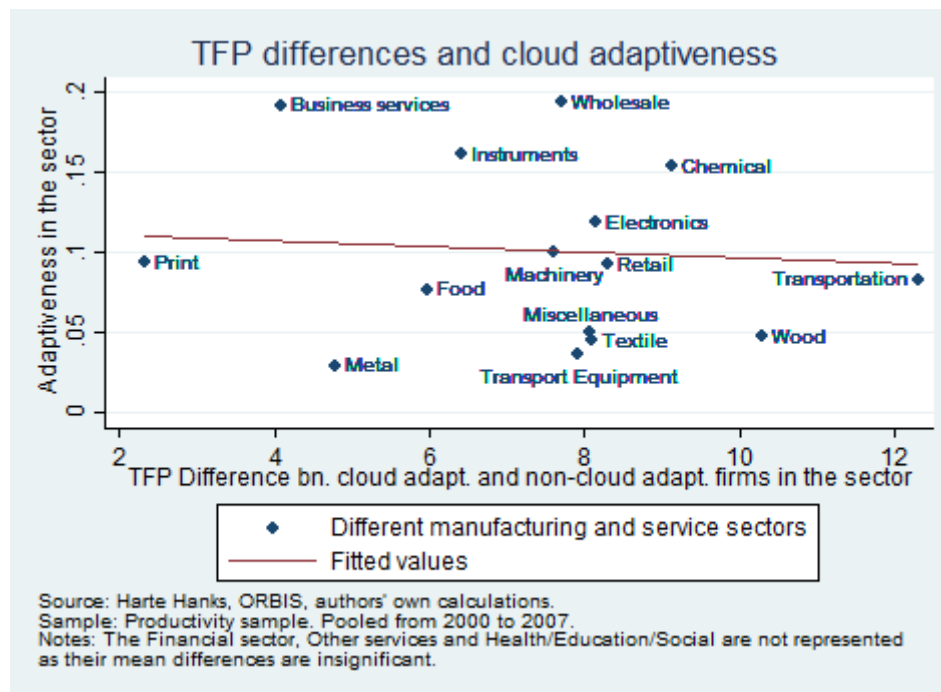 TFP differences and cloud adaptiveness
Adaptiveness in the sector
.2
.15
.1
.05
0
Business services
Wholesale
Instruments
Chemical
Electronics
Print
Machinery
Retail
Transportation
Food
Miscellaneous
Textile
Wood
Metal
Transport Equipment
2 4 6 8 10 12
TFP Difference bn. cloud adapt. and non-cloud adapt. firms in the sector
Different manufacturing and service sectors
Fitted values
Source: Harte Hanks, ORBIS, authors' own calculations.
Sample: Productivity sample. Pooled from 2000 to 2007.
Notes: The Financial sector, Other services and Health/Education/Social are not represented
as their mean differences are insignificant.